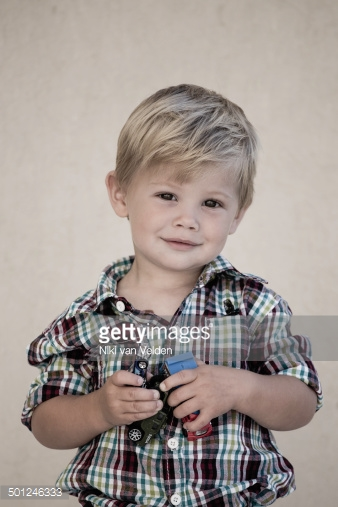 gettyimages®
Niki van Velden
501246333